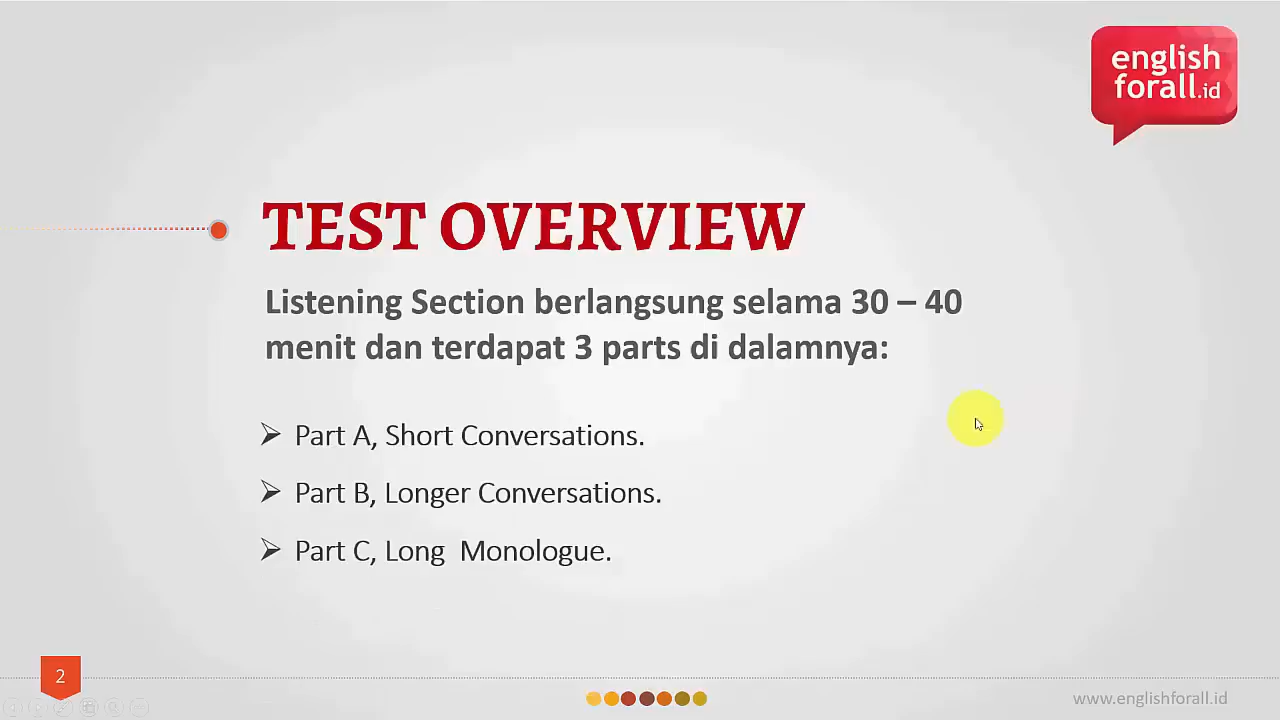 english
forall.id
TEST OVERVIEW
Listening Section berlangsung selama 30 – 40
menit dan terdapat 3 parts di dalamnya:
Part A, Short Conversations.
Part B, Longer Conversations.
Part C, Long  Monologue.
2
www.englishforall.id